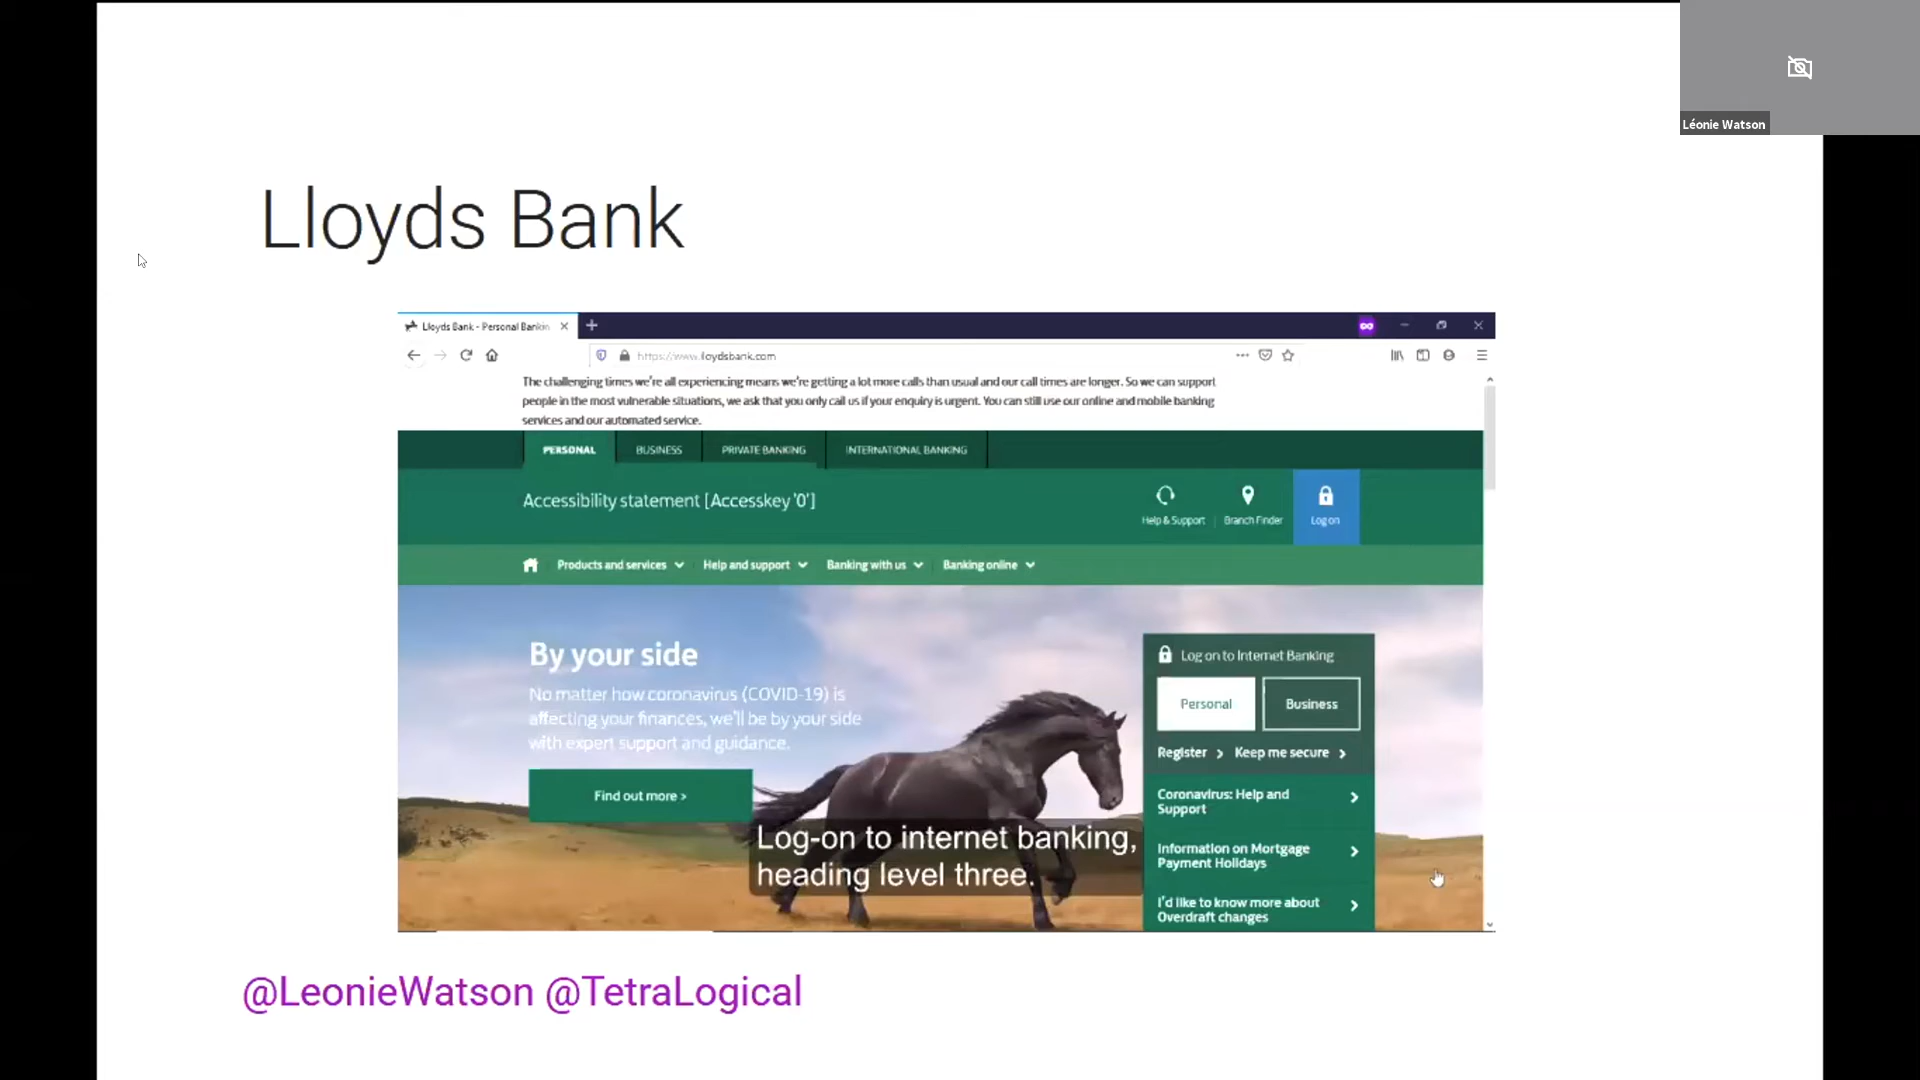 Léonie Watson
Lloyds Bank
Lloyds Bank - Personal Bankin
https://www.lloydsbank.com
The challenging times we're all experiencing means we're getting a lot more calls than usual and our call times are longer. So we can support
people in the most vulnerable situations, we ask that you only call us if your enquiry is urgent. You can still use our online and mobile banking
services and our automated service.
PERSONAL BUSINESS PRIVATE BANKING INTERNATIONAL BANKING
Accessibility statement [Accesskey '0']
Help & Support Branch Finder Log on
Products and services Help and support Banking with us Banking online
By your side
No matter how coronavirus (COVID-19) is
affecting your finances, we'll be by your side
with expert support and guidance.
Find out more >
Log on to Internet Banking
Personal Business
Register Keep me secure
Coronavirus: Help and
Support
Information on Mortgage
Payment Holidays
I'd like to know more about
Overdraft changes
Log-on to internet banking,
heading level three.
@LeonieWatson @TetraLogical